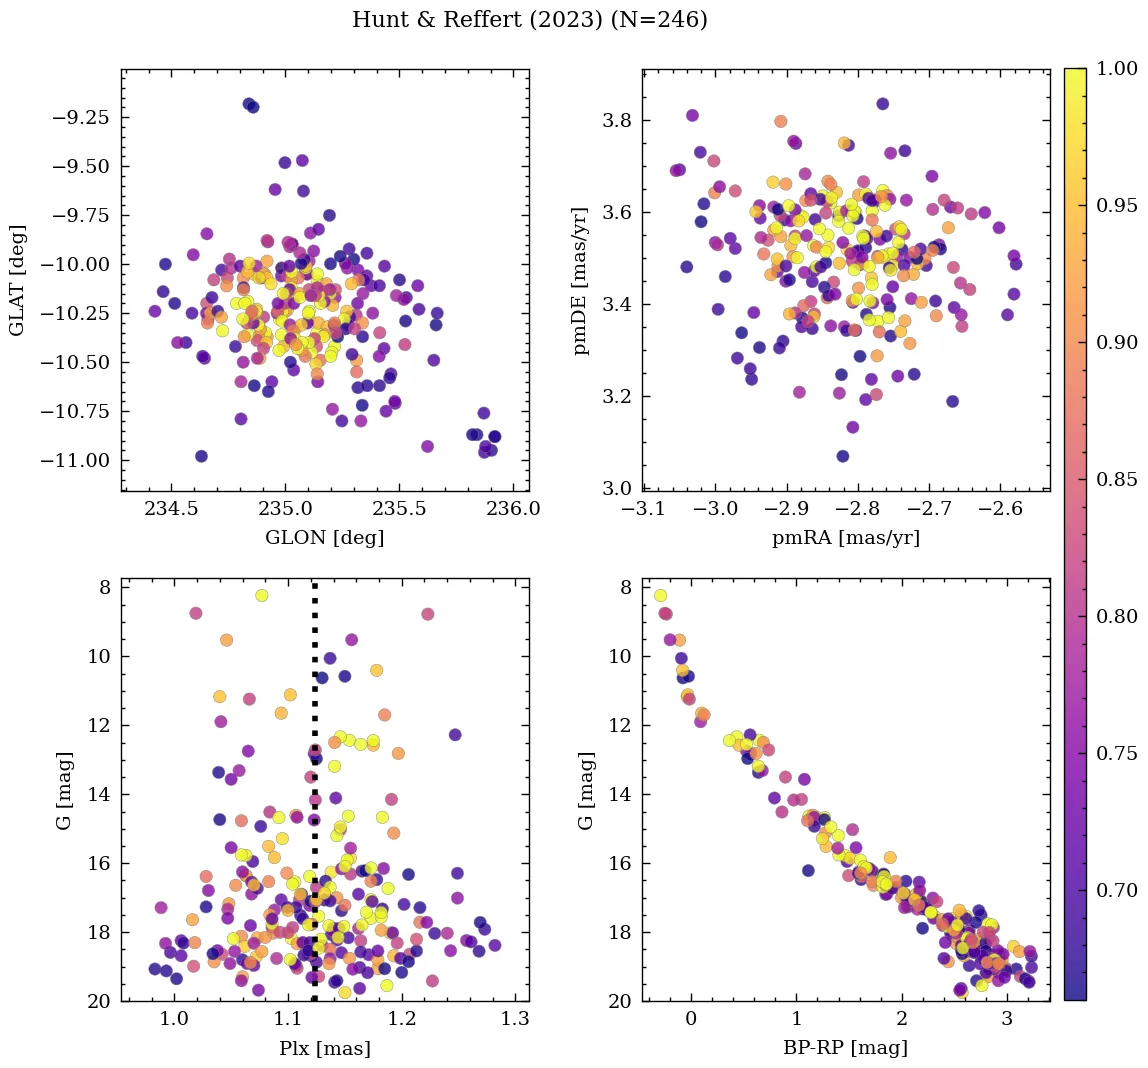 Hunt & Reffert (2023) (N=246)
−9.25
−9.50
−9.75
−10.00
−10.25
−10.50
−10.75
−11.00
GLAT [deg]
234.5 235.0 235.5 236.0
GLON [deg]
3.8
3.6
3.4
3.2
3.0
pmDE [mas/yr]
−3.1 −3.0 −2.9 −2.8 −2.7 −2.6
pmRA [mas/yr]
8
10
12
14
16
18
20
G [mag]
1.0 1.1 1.2 1.3
Plx [mas]
8
10
12
14
16
18
20
G [mag]
0 1 2 3
BP-RP [mag]
1.00
0.95
0.90
0.85
0.80
0.75
0.70